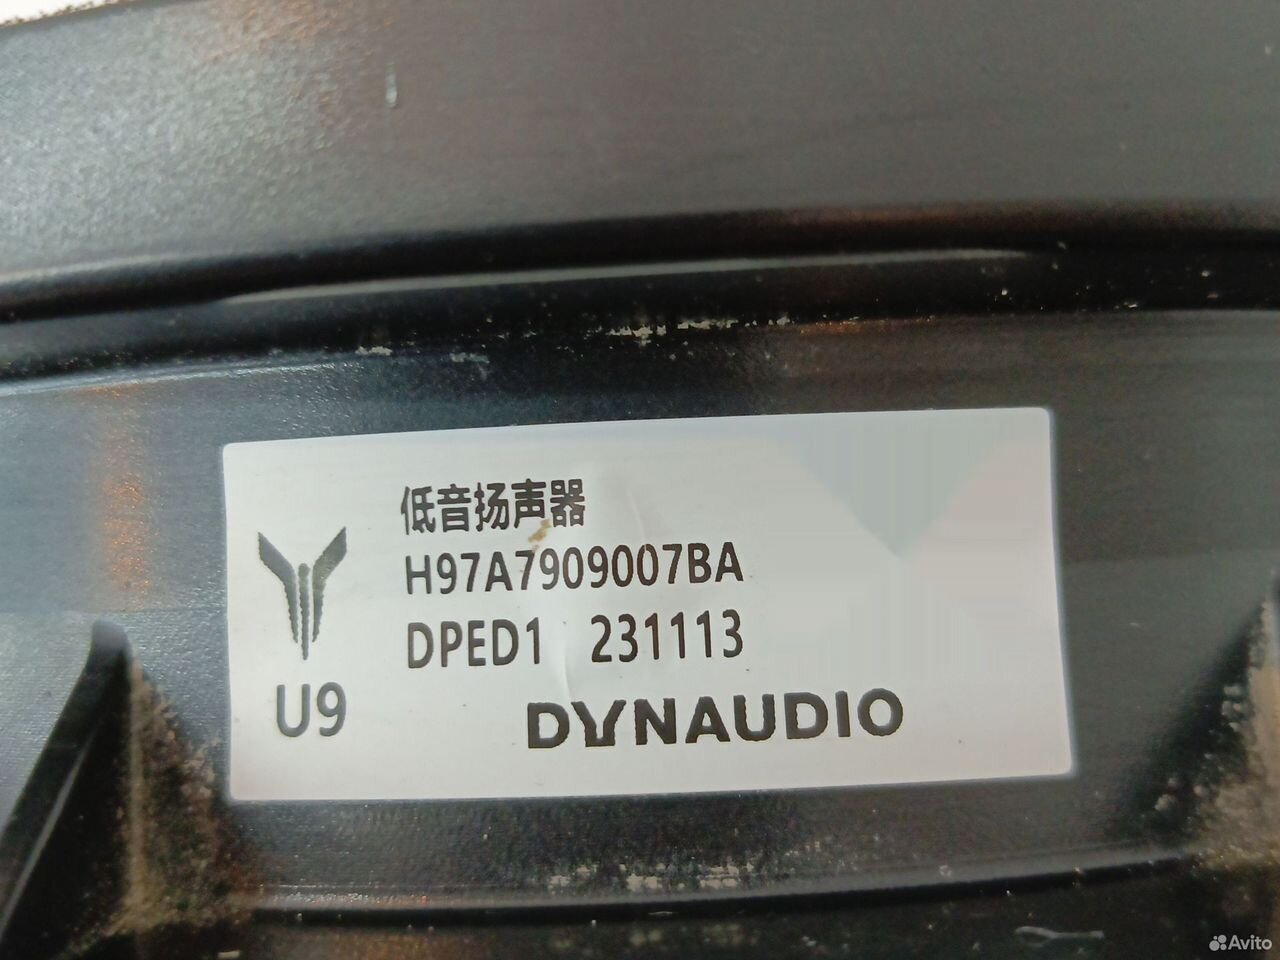 低音扬声器
H97A7909007BA
DPED1 231113
U9
DYNAUDIO
Avito